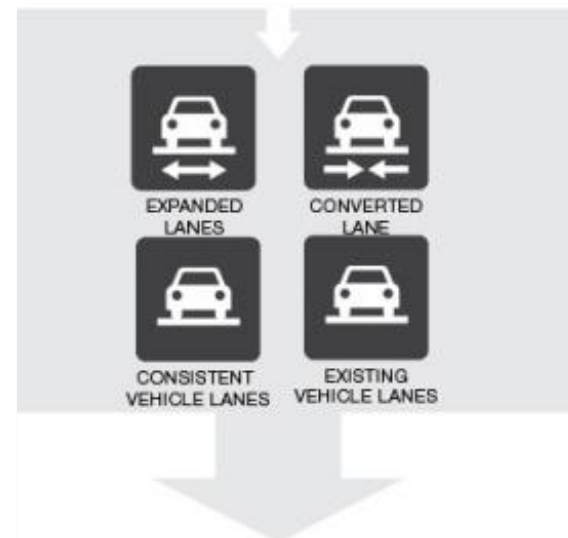 EXPANDED
LANES
CONVERTED
LANE
CONSISTENT
VEHICLE LANES
EXISTING
VEHICLE LANES